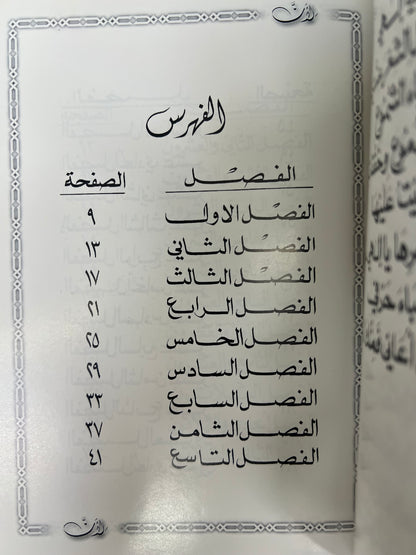 الفهرس
الفصل الصفحة
الفصل الاول ٩
الفصل الثاني ١٣
الفصل الثالث ١٧
الفصل الرابع ٢١
الفصل الخامس ٢٥
الفصل السادس ٢٩
الفصل السابع ٣٣
الفصل الثامن ٣٧
الفصل التاسع ٤١